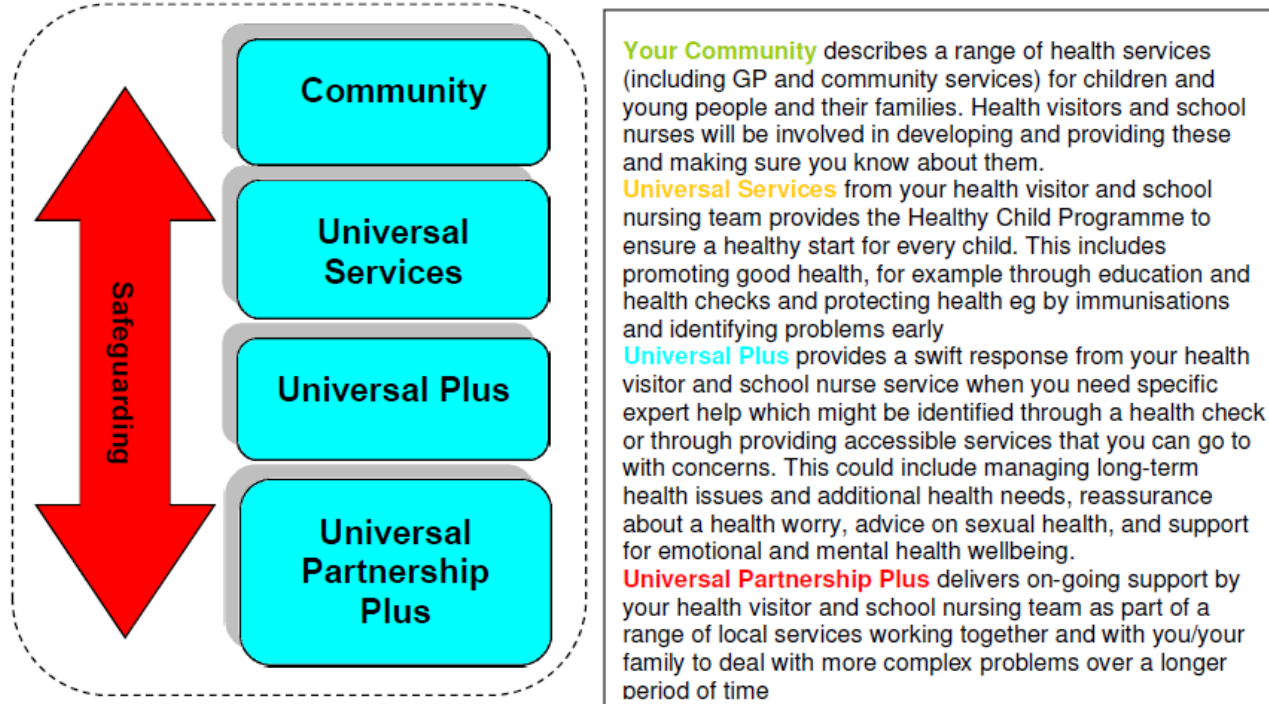 Safeguarding
Community
Universal
Services
Universal Plus
Universal
Partnership
Plus
Your Community describes a range of health services
(including GP and community services) for children and
young people and their families. Health visitors and school
nurses will be involved in developing and providing these
and making sure you know about them.
Universal Services from your health visitor and school
nursing team provides the Healthy Child Programme to
ensure a healthy start for every child. This includes
promoting good health, for example through education and
health checks and protecting health eg by immunisations
and identifying problems early
Universal Plus provides a swift response from your health
visitor and school nurse service when you need specific
expert help which might be identified through a health check
or through providing accessible services that you can go to
with concerns. This could include managing long-term
health issues and additional health needs, reassurance
about a health worry, advice on sexual health, and support
for emotional and mental health wellbeing.
Universal Partnership Plus delivers on-going support by
your health visitor and school nursing team as part of a
range of local services working together and with you/your
family to deal with more complex problems over a longer
period of time